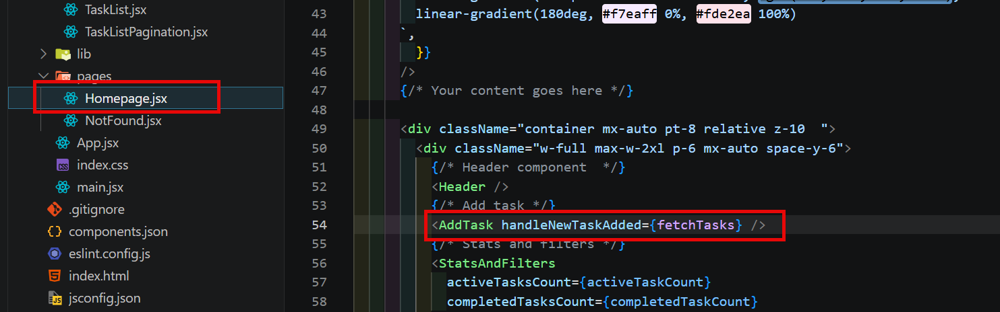 TaskList.jsx
TaskListPagination.jsx
lib
pages
Homepage.jsx
NotFound.jsx
App.jsx
index.css
main.jsx
.gitignore
components.json
eslint.config.js
index.html
jsconfig.json
43 linear-gradient(180deg, #f7eaff 0%, #fde2ea 100%)
44 `,
45 }}
46 />
47 {/* Your content goes here */}
48
49 <div className="container mx-auto pt-8 relative z-10  ">
50 <div className="w-full max-w-2xl p-6 mx-auto space-y-6">
51 {/* Header component  */}
52 <Header />
53 {/* Add task */}
54 <AddTask handleNewTaskAdded={fetchTasks} />
55 {/* Stats and filters */}
56 <StatsAndFilters
57 activeTasksCount={activeTaskCount}
58 completedTasksCount={completedTaskCount}